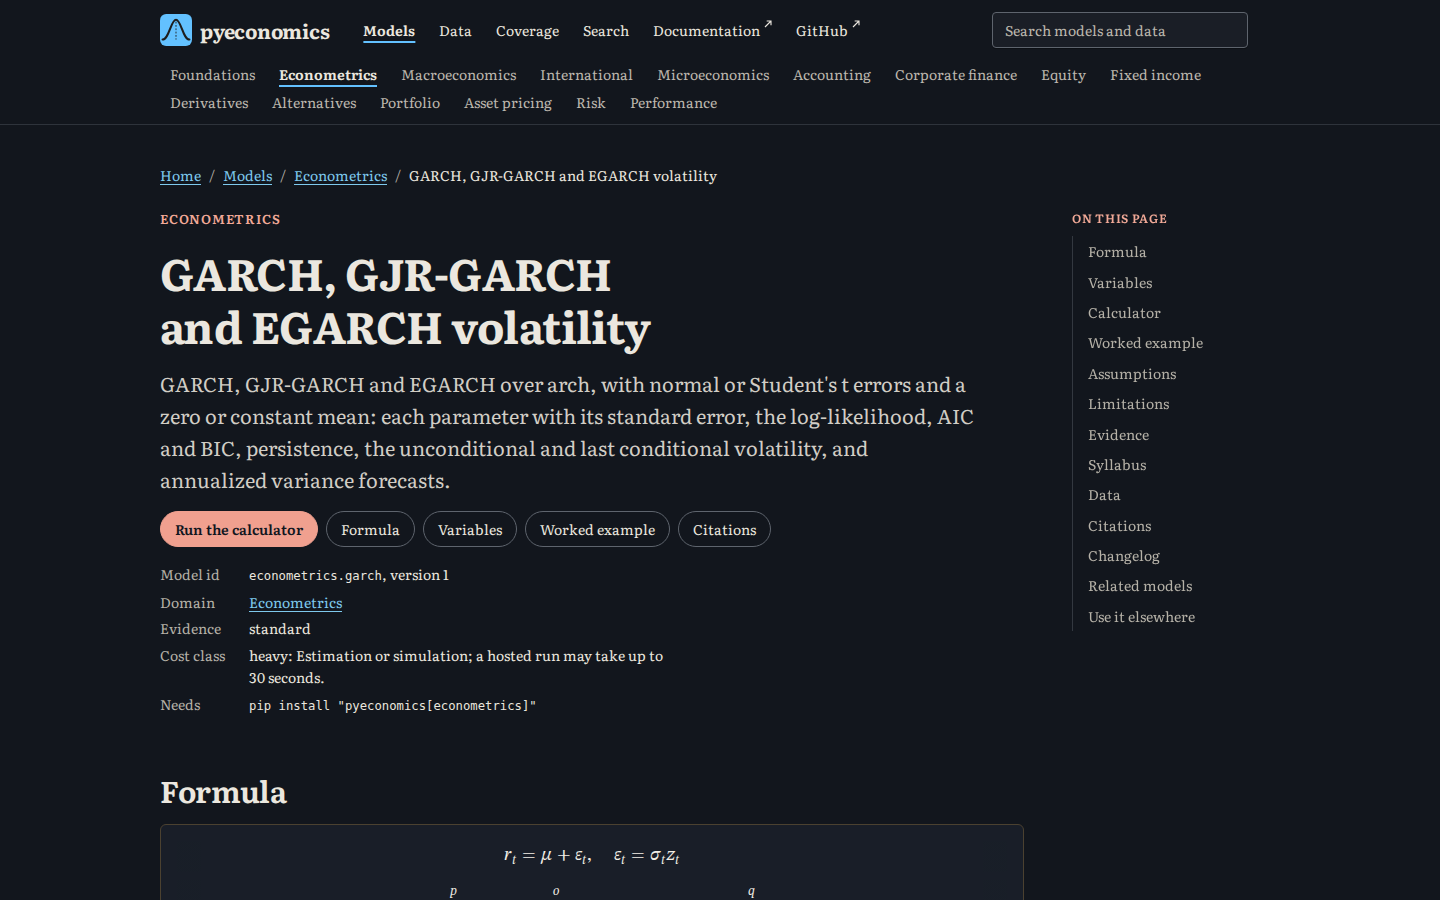 pyeconomics Models Data Coverage Search Documentation↗ GitHub↗ Search models and data
Foundations Econometrics Macroeconomics International Microeconomics Accounting Corporate finance Equity Fixed income
Derivatives Alternatives Portfolio Asset pricing Risk Performance
Home / Models / Econometrics / GARCH, GJR-GARCH and EGARCH volatility
ECONOMETRICS
GARCH, GJR-GARCH
and EGARCH volatility
GARCH, GJR-GARCH and EGARCH over arch, with normal or Student's t errors and a
zero or constant mean: each parameter with its standard error, the log-likelihood, AIC
and BIC, persistence, the unconditional and last conditional volatility, and
annualized variance forecasts.
Run the calculator Formula Variables Worked example Citations
Model id econometrics.garch, version 1
Domain Econometrics
Evidence standard
Cost class heavy: Estimation or simulation; a hosted run may take up to
30 seconds.
Needs pip install "pyeconomics[econometrics]"
Formula
r_t = μ + ε_t, ε_t = σ_t z_t
p o q
ON THIS PAGE
Formula
Variables
Calculator
Worked example
Assumptions
Limitations
Evidence
Syllabus
Data
Citations
Changelog
Related models
Use it elsewhere